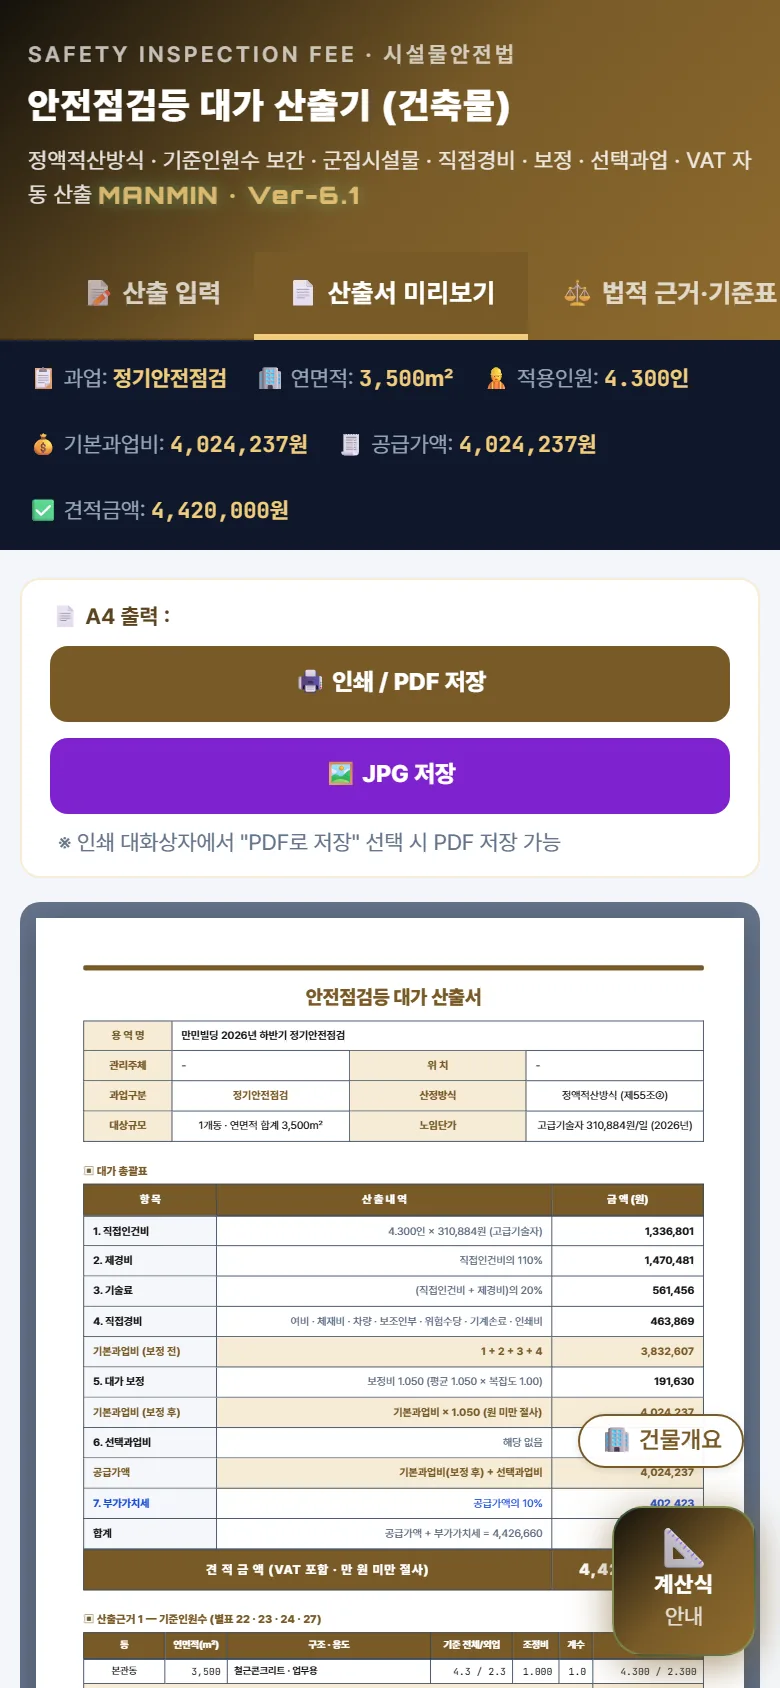 SAFETY INSPECTION FEE · 시설물안전법
안전점검등 대가 산출기 (건축물)
정액적산방식 · 기준인원수 보간 · 군집시설물 · 직접경비 · 보정 · 선택과업 · VAT 자
동 산출 MANMIN · Ver-6.1
산출 입력 산출서 미리보기 법적 근거·기준표
과업: 정기안전점검 연면적: 3,500m² 적용인원: 4.300인
기본과업비: 4,024,237원 공급가액: 4,024,237원
견적금액: 4,420,000원
A4 출력 :
인쇄 / PDF 저장
JPG 저장
※ 인쇄 대화상자에서 "PDF로 저장" 선택 시 PDF 저장 가능
안전점검등 대가 산출서
용 역 명 만민빌딩 2026년 하반기 정기안전점검
관리주체 - 위 치 -
과업구분 정기안전점검 산정방식 정액적산방식 (제55조②)
대상규모 1개동 · 연면적 합계 3,500m² 노임단가 고급기술자 310,884원/일 (2026년)
▣ 대가 총괄표
항 목 산 출 내 역 금 액 (원)
1. 직접인건비 4.300인 × 310,884원 (고급기술자) 1,336,801
2. 제경비 직접인건비의 110% 1,470,481
3. 기술료 (직접인건비 + 제경비)의 20% 561,456
4. 직접경비 여비 · 체재비 · 차량 · 보조인부 · 위험수당 · 기계손료 · 인쇄비 463,869
기본과업비 (보정 전) 1 + 2 + 3 + 4 3,832,607
5. 대가 보정 보정비 1.050 (평균 1.050 × 복잡도 1.00) 191,630
기본과업비 (보정 후) 기본과업비 × 1.050 (원 미만 절사) 4,024,237
건물개요
6. 선택과업비 해당 없음
공급가액 기본과업비(보정 후) + 선택과업비 4,024,237
7. 부가가치세 공급가액의 10% 402,423
합계 공급가액 + 부가가치세 = 4,426,660
견 적 금 액 (VAT 포함 · 만 원 미만 절사)
계산식
안내
▣ 산출근거 1 — 기준인원수 (별표 22 · 23 · 24 · 27)
동 연면적(m²) 구조 · 용도 기준 전체/외업 조정비 계수
본관동 3,500 철근콘크리트 · 업무용 4.3 / 2.3 1.000 1.0 4.300 / 2.300